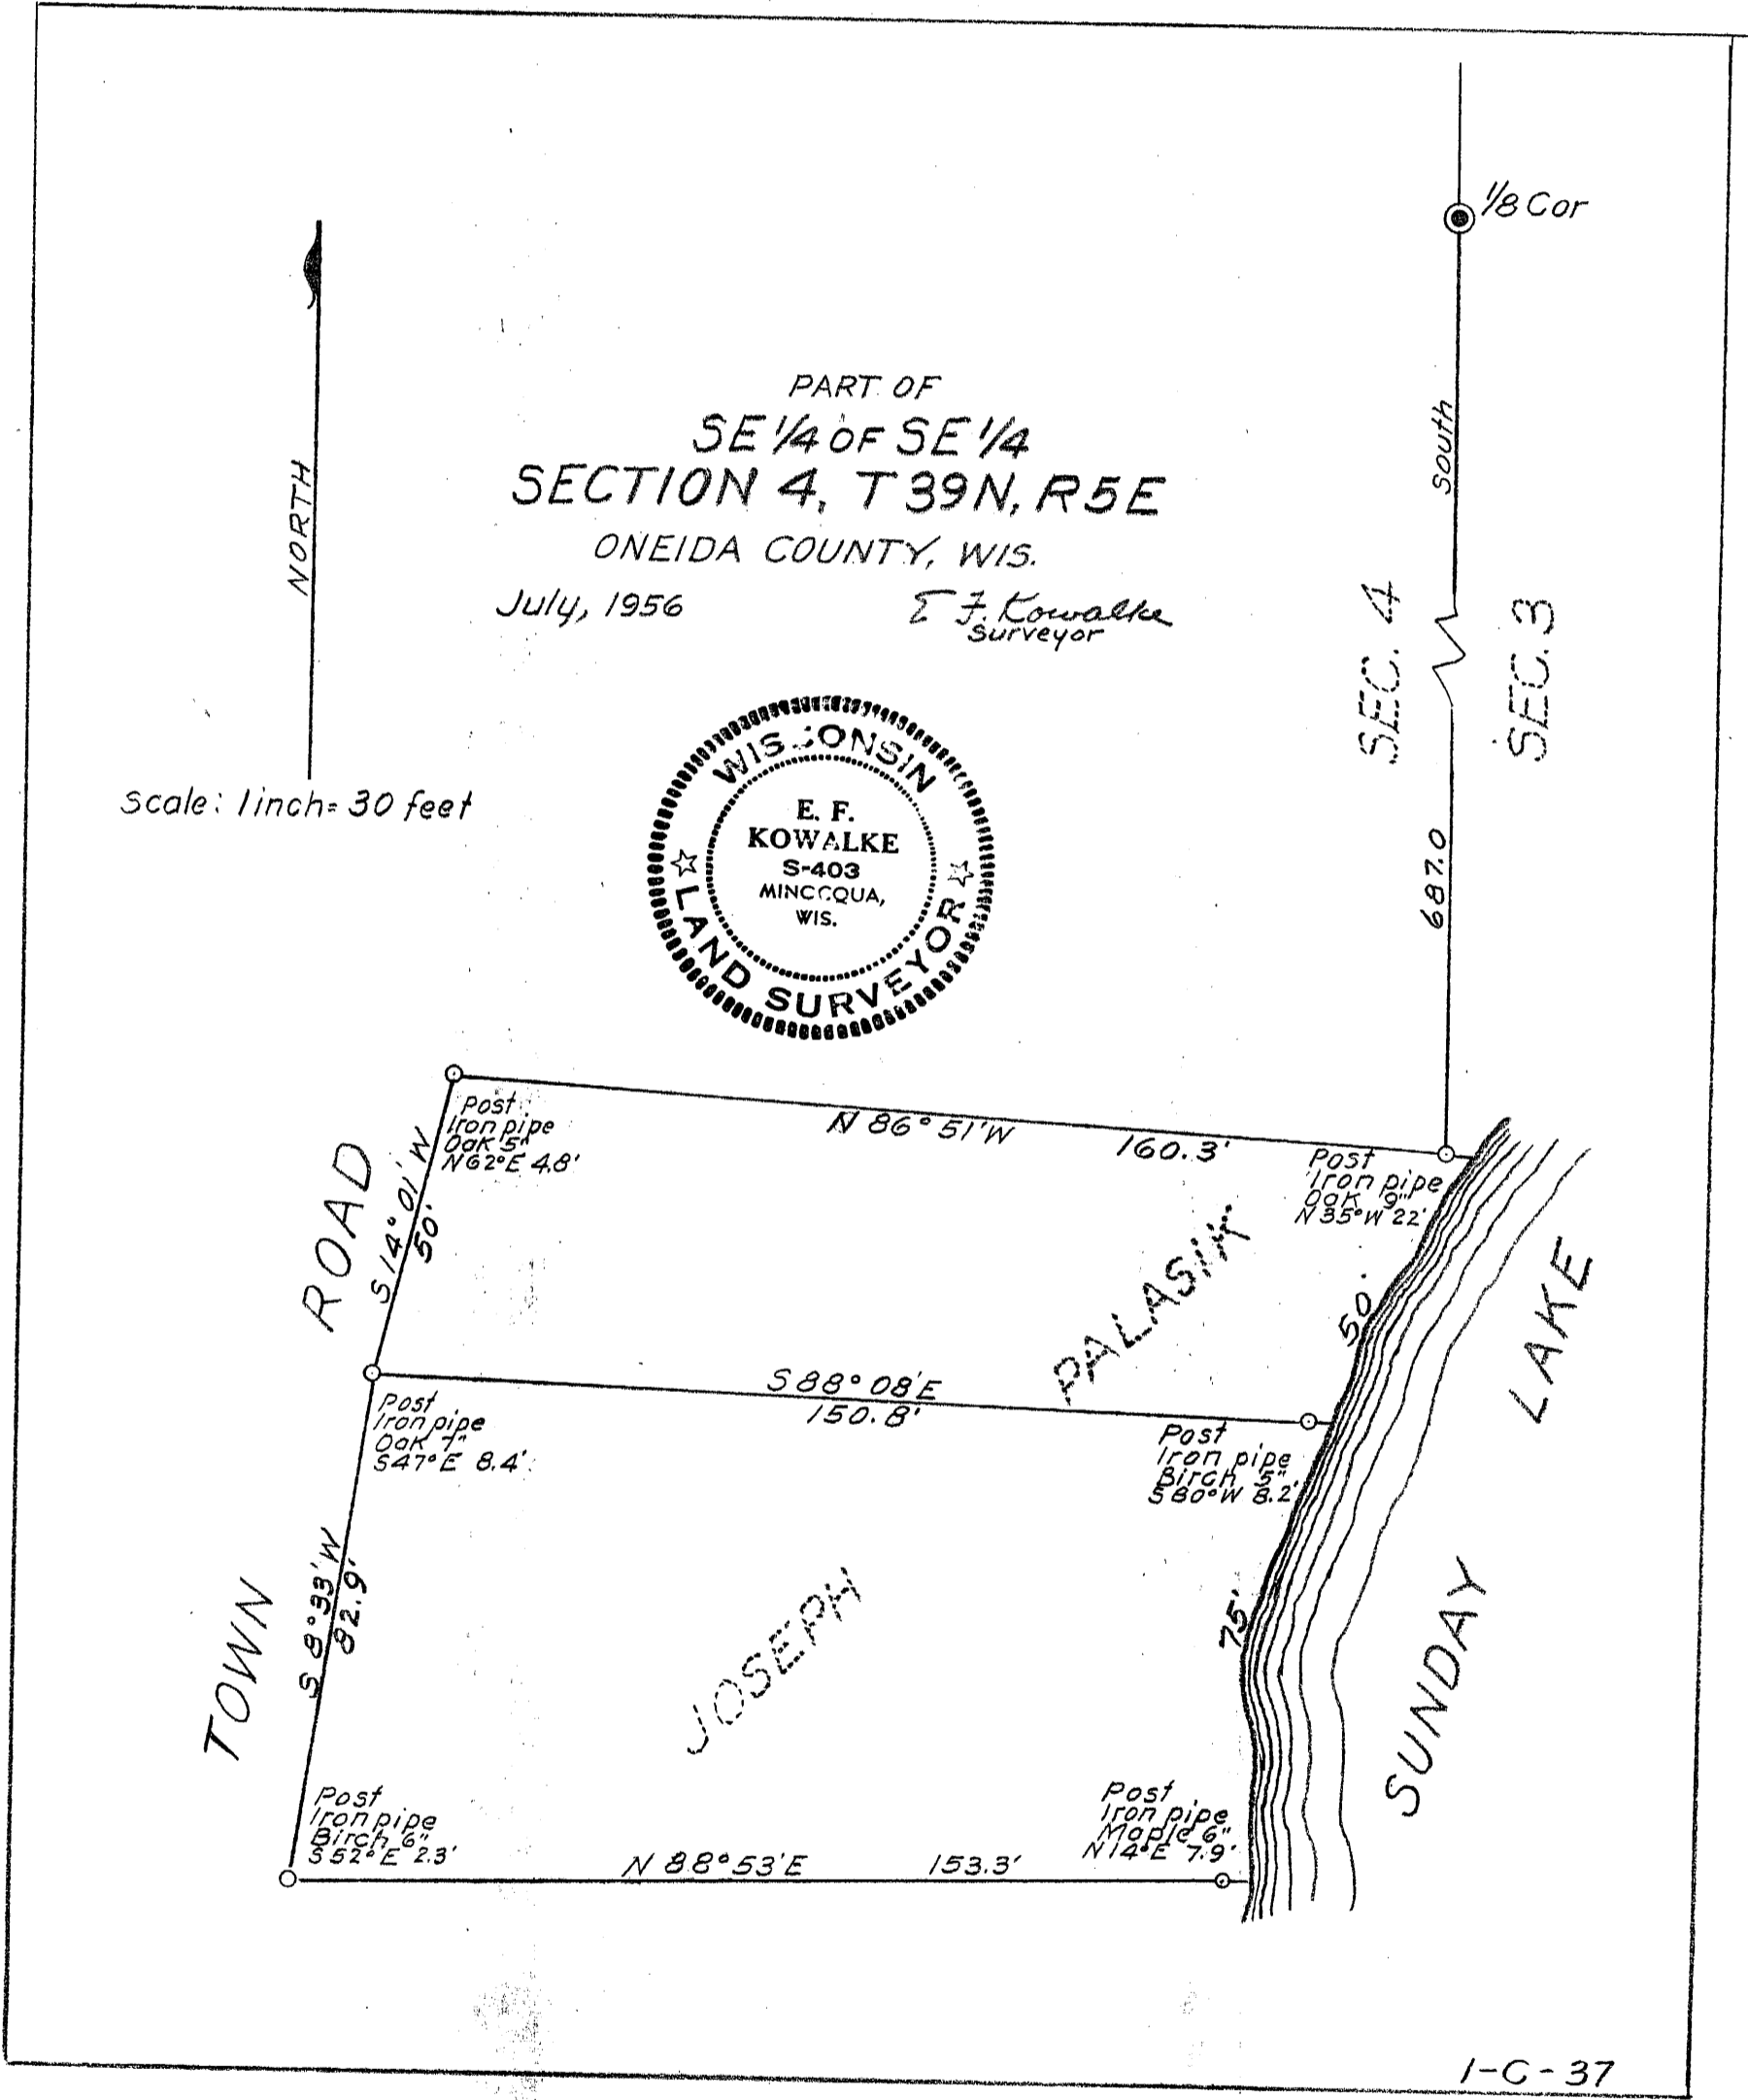 1/8 Cor
NORTH
South
PART OF
SE 1/4 OF SE 1/4
SECTION 4, T 39N, R5E
ONEIDA COUNTY, WIS.
July, 1956
E F. Kowalke
Surveyor
SEC. 4
SEC. 3
Scale: 1 inch = 30 feet
WISCONSIN
E. F.
KOWALKE
S-403
MINOCQUA,
WIS.
LAND SURVEYOR
687.0
Post
Iron pipe
Oak 5"
N62°E 4.8'
N 86°51'W 160.3'
Post
Iron pipe
Oak 9"
N 35°W 22'
ROAD
S 14°01'W
50'
PALASIK
50'
LAKE
S 88°08'E
150.8'
Post
Iron pipe
Oak 7"
S47°E 8.4'
Post
Iron pipe
Birch 5"
S80°W 8.2'
TOWN
S 8°33'W
82.9'
JOSEPH
75'
SUNDAY
Post
Iron pipe
Birch 6"
S52°E 2.3'
Post
Iron pipe
Maple 6"
N14°E 7.9'
N 88°53'E 153.3'
1-C-37